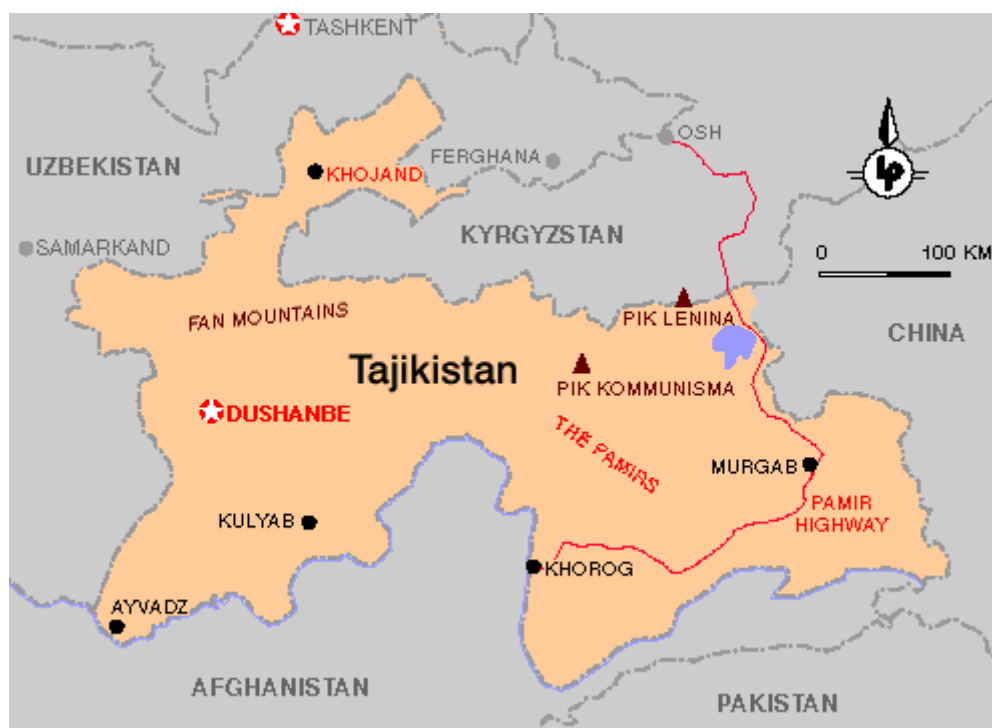 TASHKENT
OSH
FERGHANA
UZBEKISTAN
KHOJAND
LP
KYRGYZSTAN
SAMARKAND
0 100 KM
FAN MOUNTAINS
PIK LENINA
CHINA
Tajikistan
PIK KOMMUNISMA
DUSHANBE
THE PAMIRS
MURGAB
PAMIR
HIGHWAY
KULYAB
KHOROG
AYVADZ
AFGHANISTAN
PAKISTAN